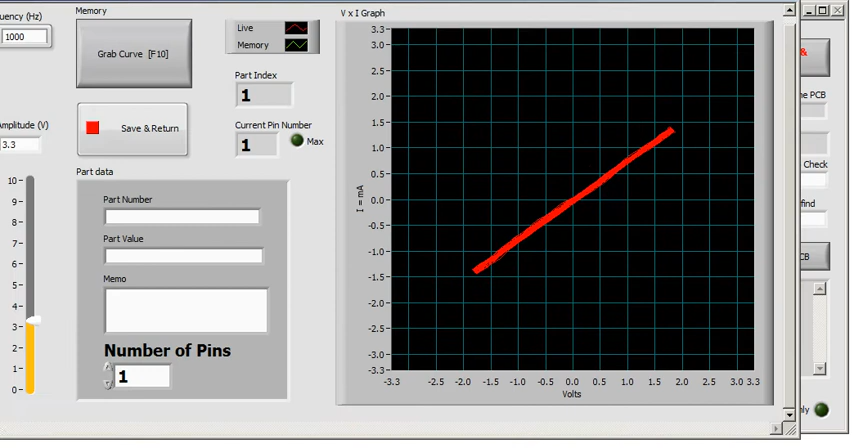 uency (Hz)
1000
Memory
Grab Curve [F10]
Save & Return
Live
Memory
Part Index
1
Current Pin Number
1
Max
mplitude (V)
3.3
10
9
8
7
6
5
4
3
2
1
0
Part data
Part Number
Part Value
Memo
Number of Pins
1
V x I Graph
I = mA
3.3
3.0
2.5
2.0
1.5
1.0
0.5
0.0
-0.5
-1.0
-1.5
-2.0
-2.5
-3.0
-3.3
-3.3 -2.5 -2.0 -1.5 -1.0 -0.5 0.0 0.5 1.0 1.5 2.0 2.5 3.0 3.3
Volts
&
ne PCB
Check
find
CB
nly